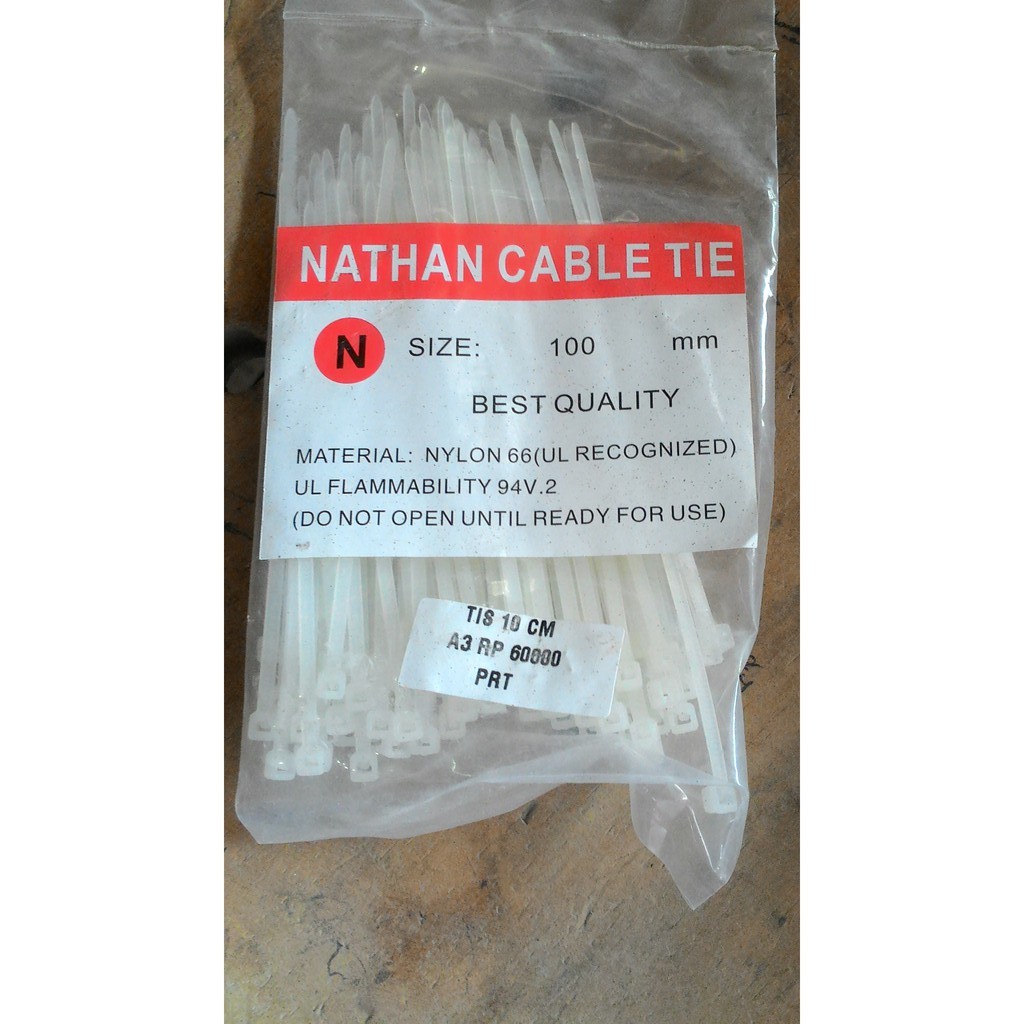 NATHAN CABLE TIE
N SIZE: 100 mm
BEST QUALITY
MATERIAL: NYLON 66(UL RECOGNIZED)
UL FLAMMABILITY 94V.2
(DO NOT OPEN UNTIL READY FOR USE)
TIS 10 CM
A3 RP 60000
PRT